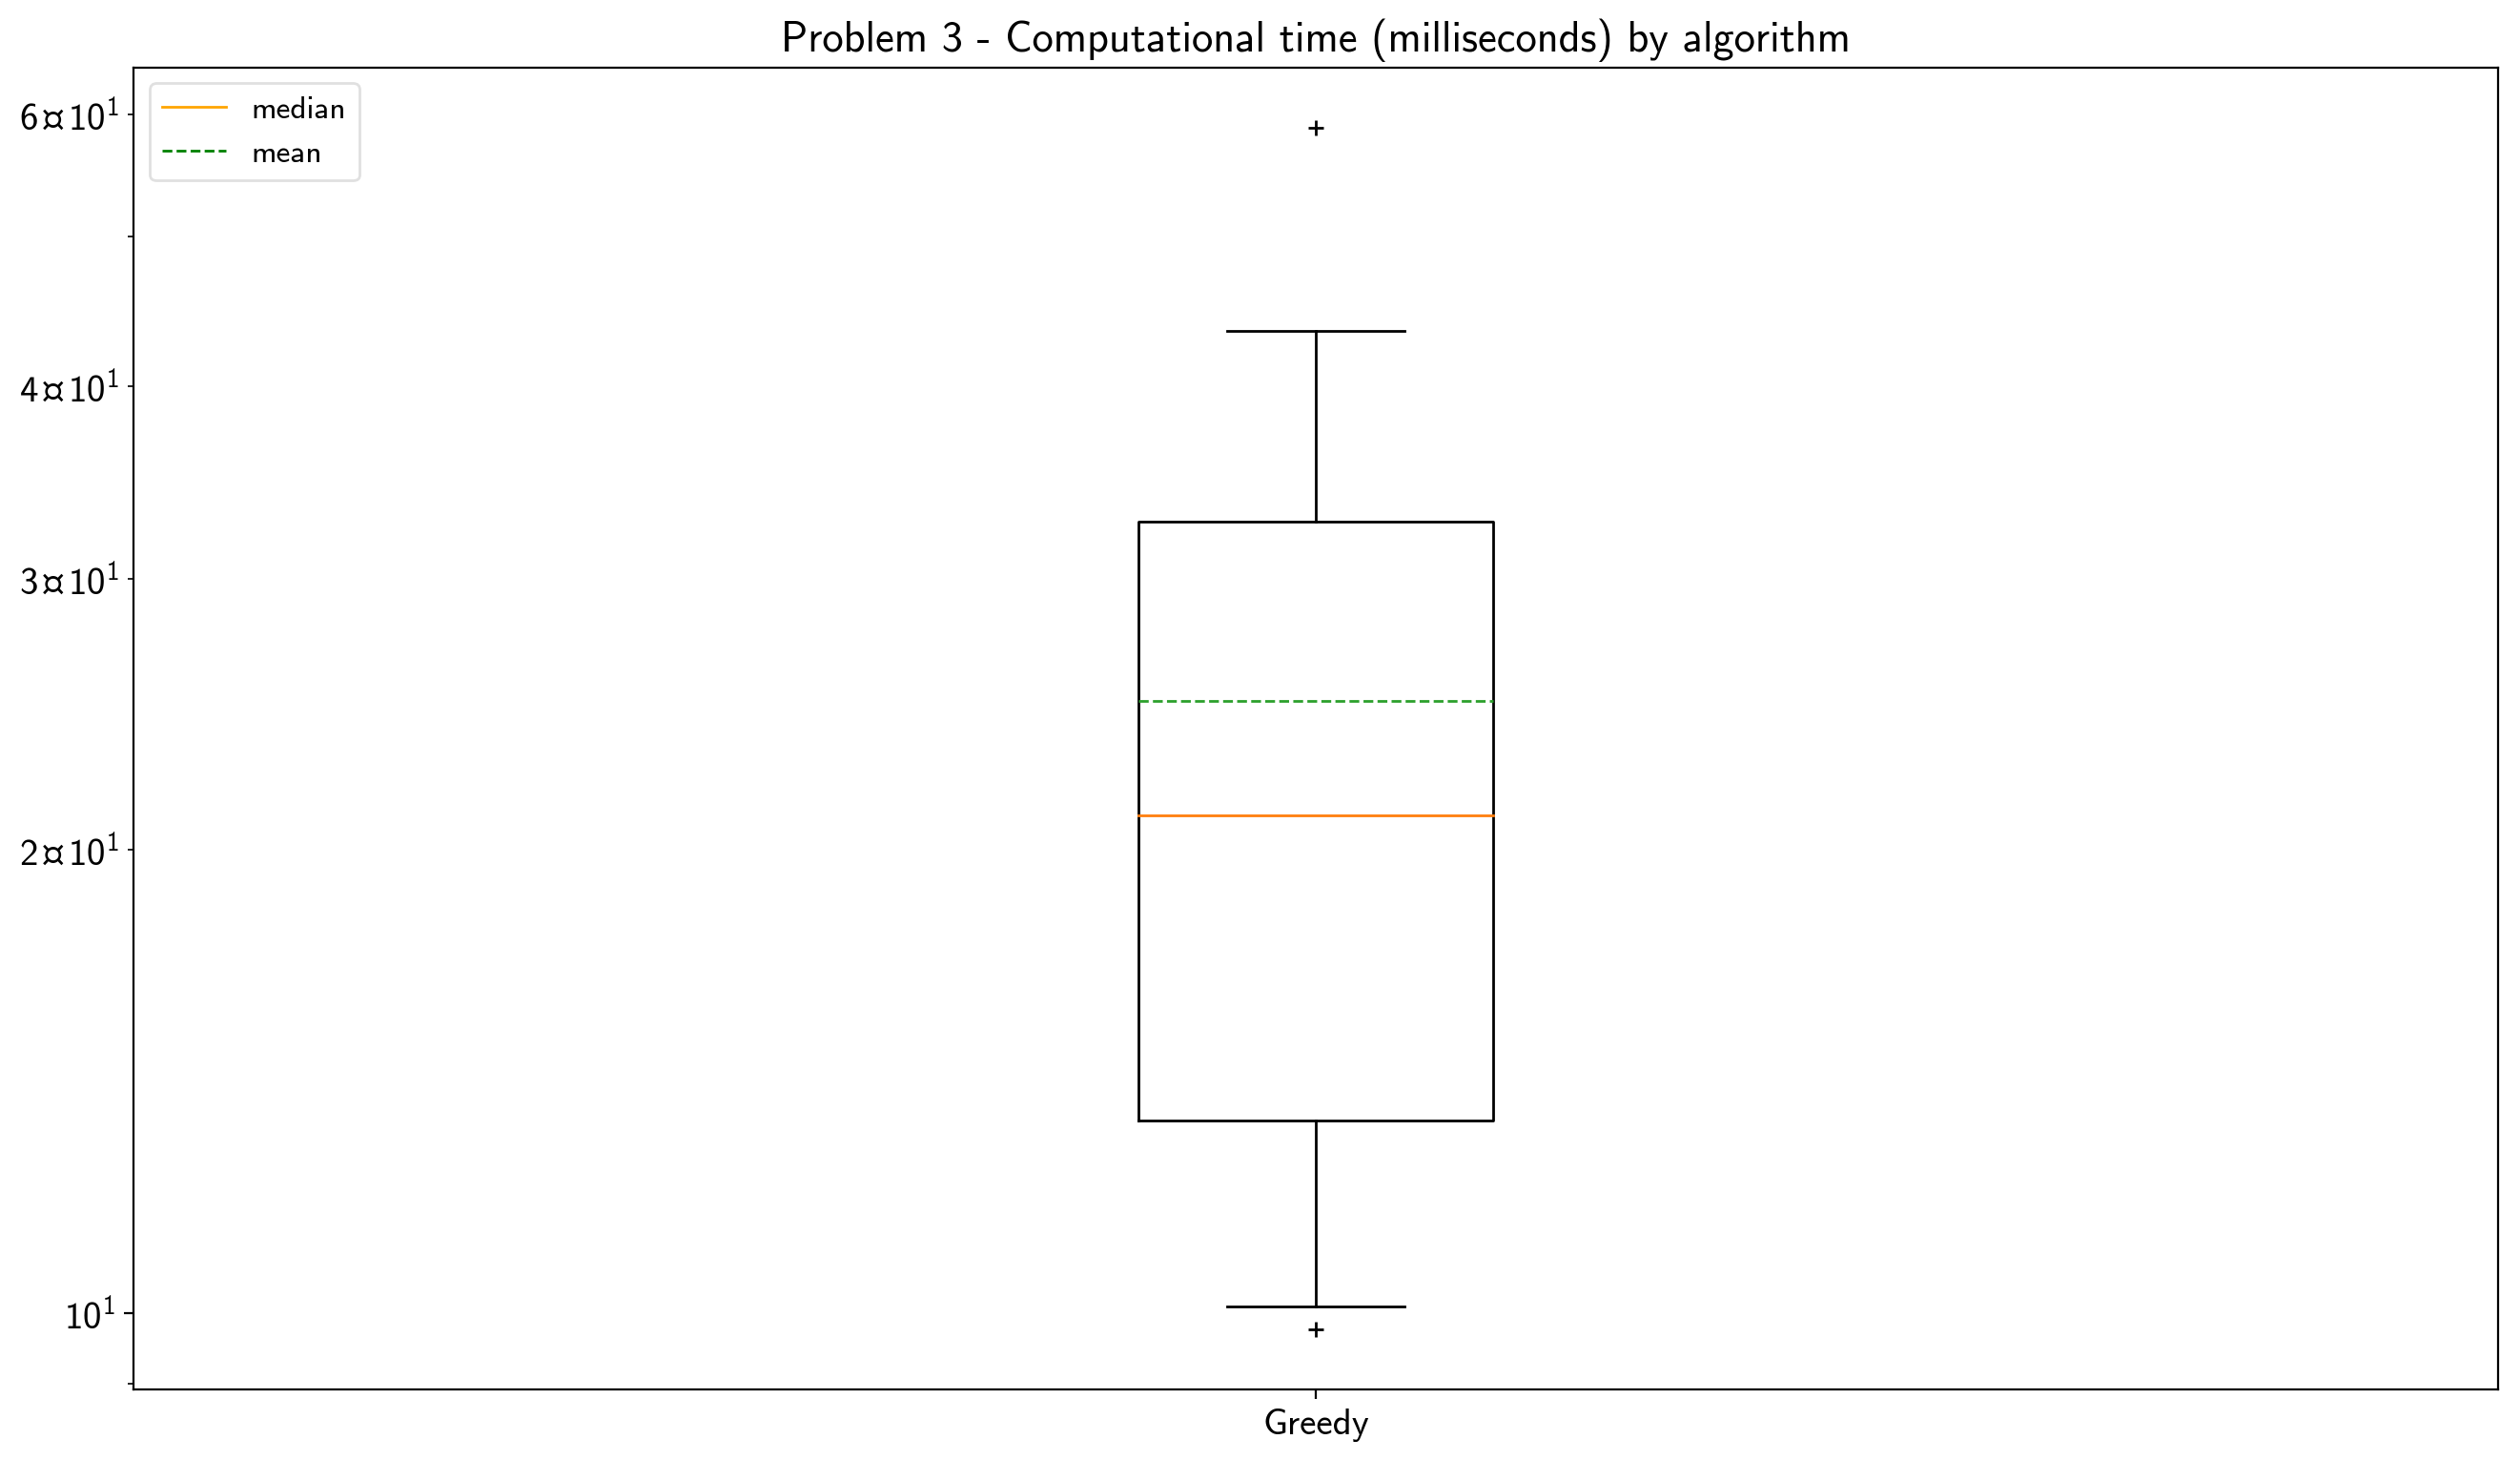 Problem 3 - Computational time (milliseconds) by algorithm
median
mean
6¤10¹
4¤10¹
3¤10¹
2¤10¹
10¹
Greedy